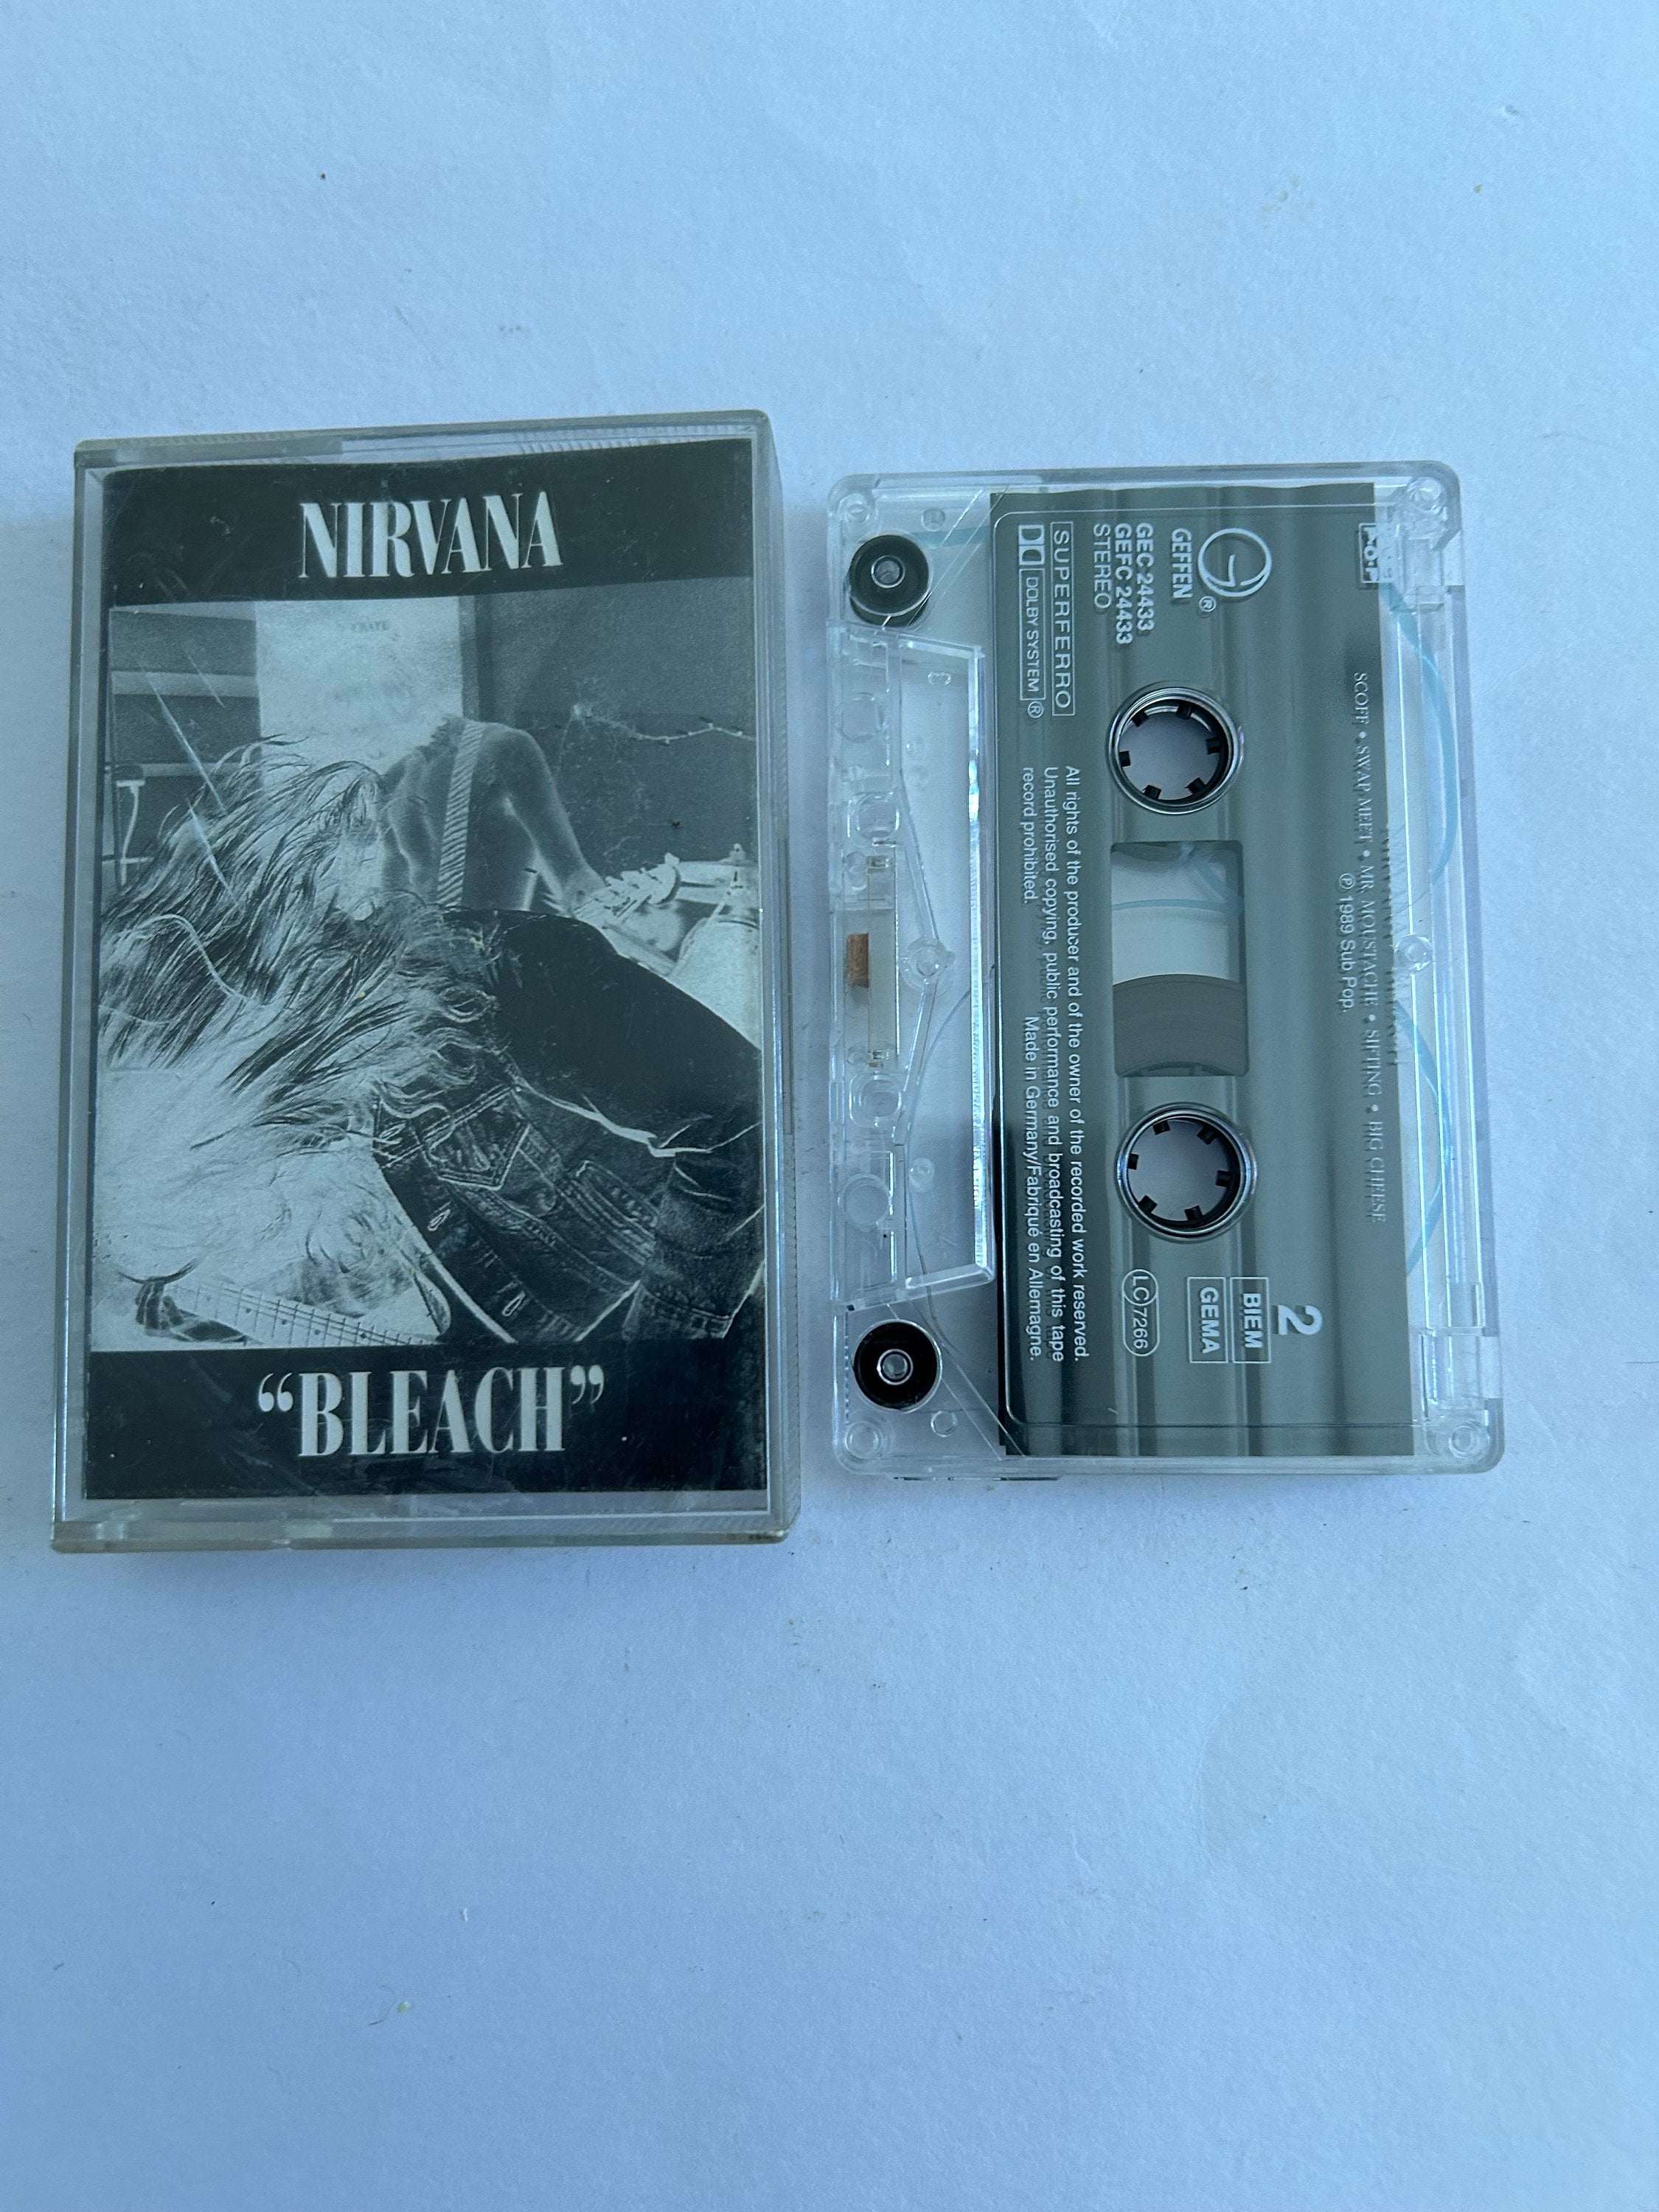 NIRVANA
CRATE
“BLEACH”
SCOFF • SWAP MEET • MR. MOUSTACHE • SIFTING • BIG CHEESE
℗ 1989 Sub Pop.
GEFFEN®
GEC 24433
GEFC 24433
STEREO
2
BIEM
GEMA
LC 7266
SUPERFERRO
DOLBY SYSTEM®
All rights of the producer and of the owner of the recorded work reserved.
Unauthorised copying, public performance and broadcasting of this tape
record prohibited. Made in Germany/Fabriqué en Allemagne.